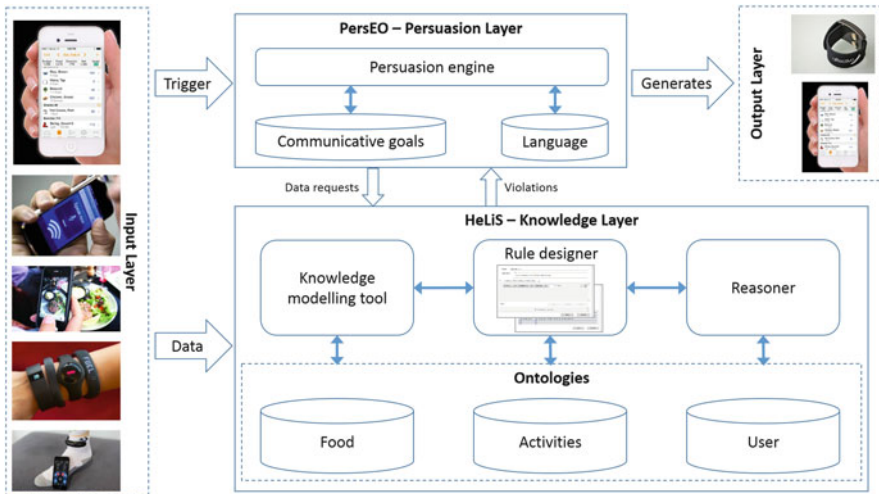 PersEO – Persuasion Layer
Persuasion engine
Communicative goals
Language
Trigger
Generates
Output Layer
Input Layer
Data requests
Violations
HeLiS – Knowledge Layer
Knowledge
modelling tool
Rule designer
Reasoner
Data
Ontologies
Food
Activities
User